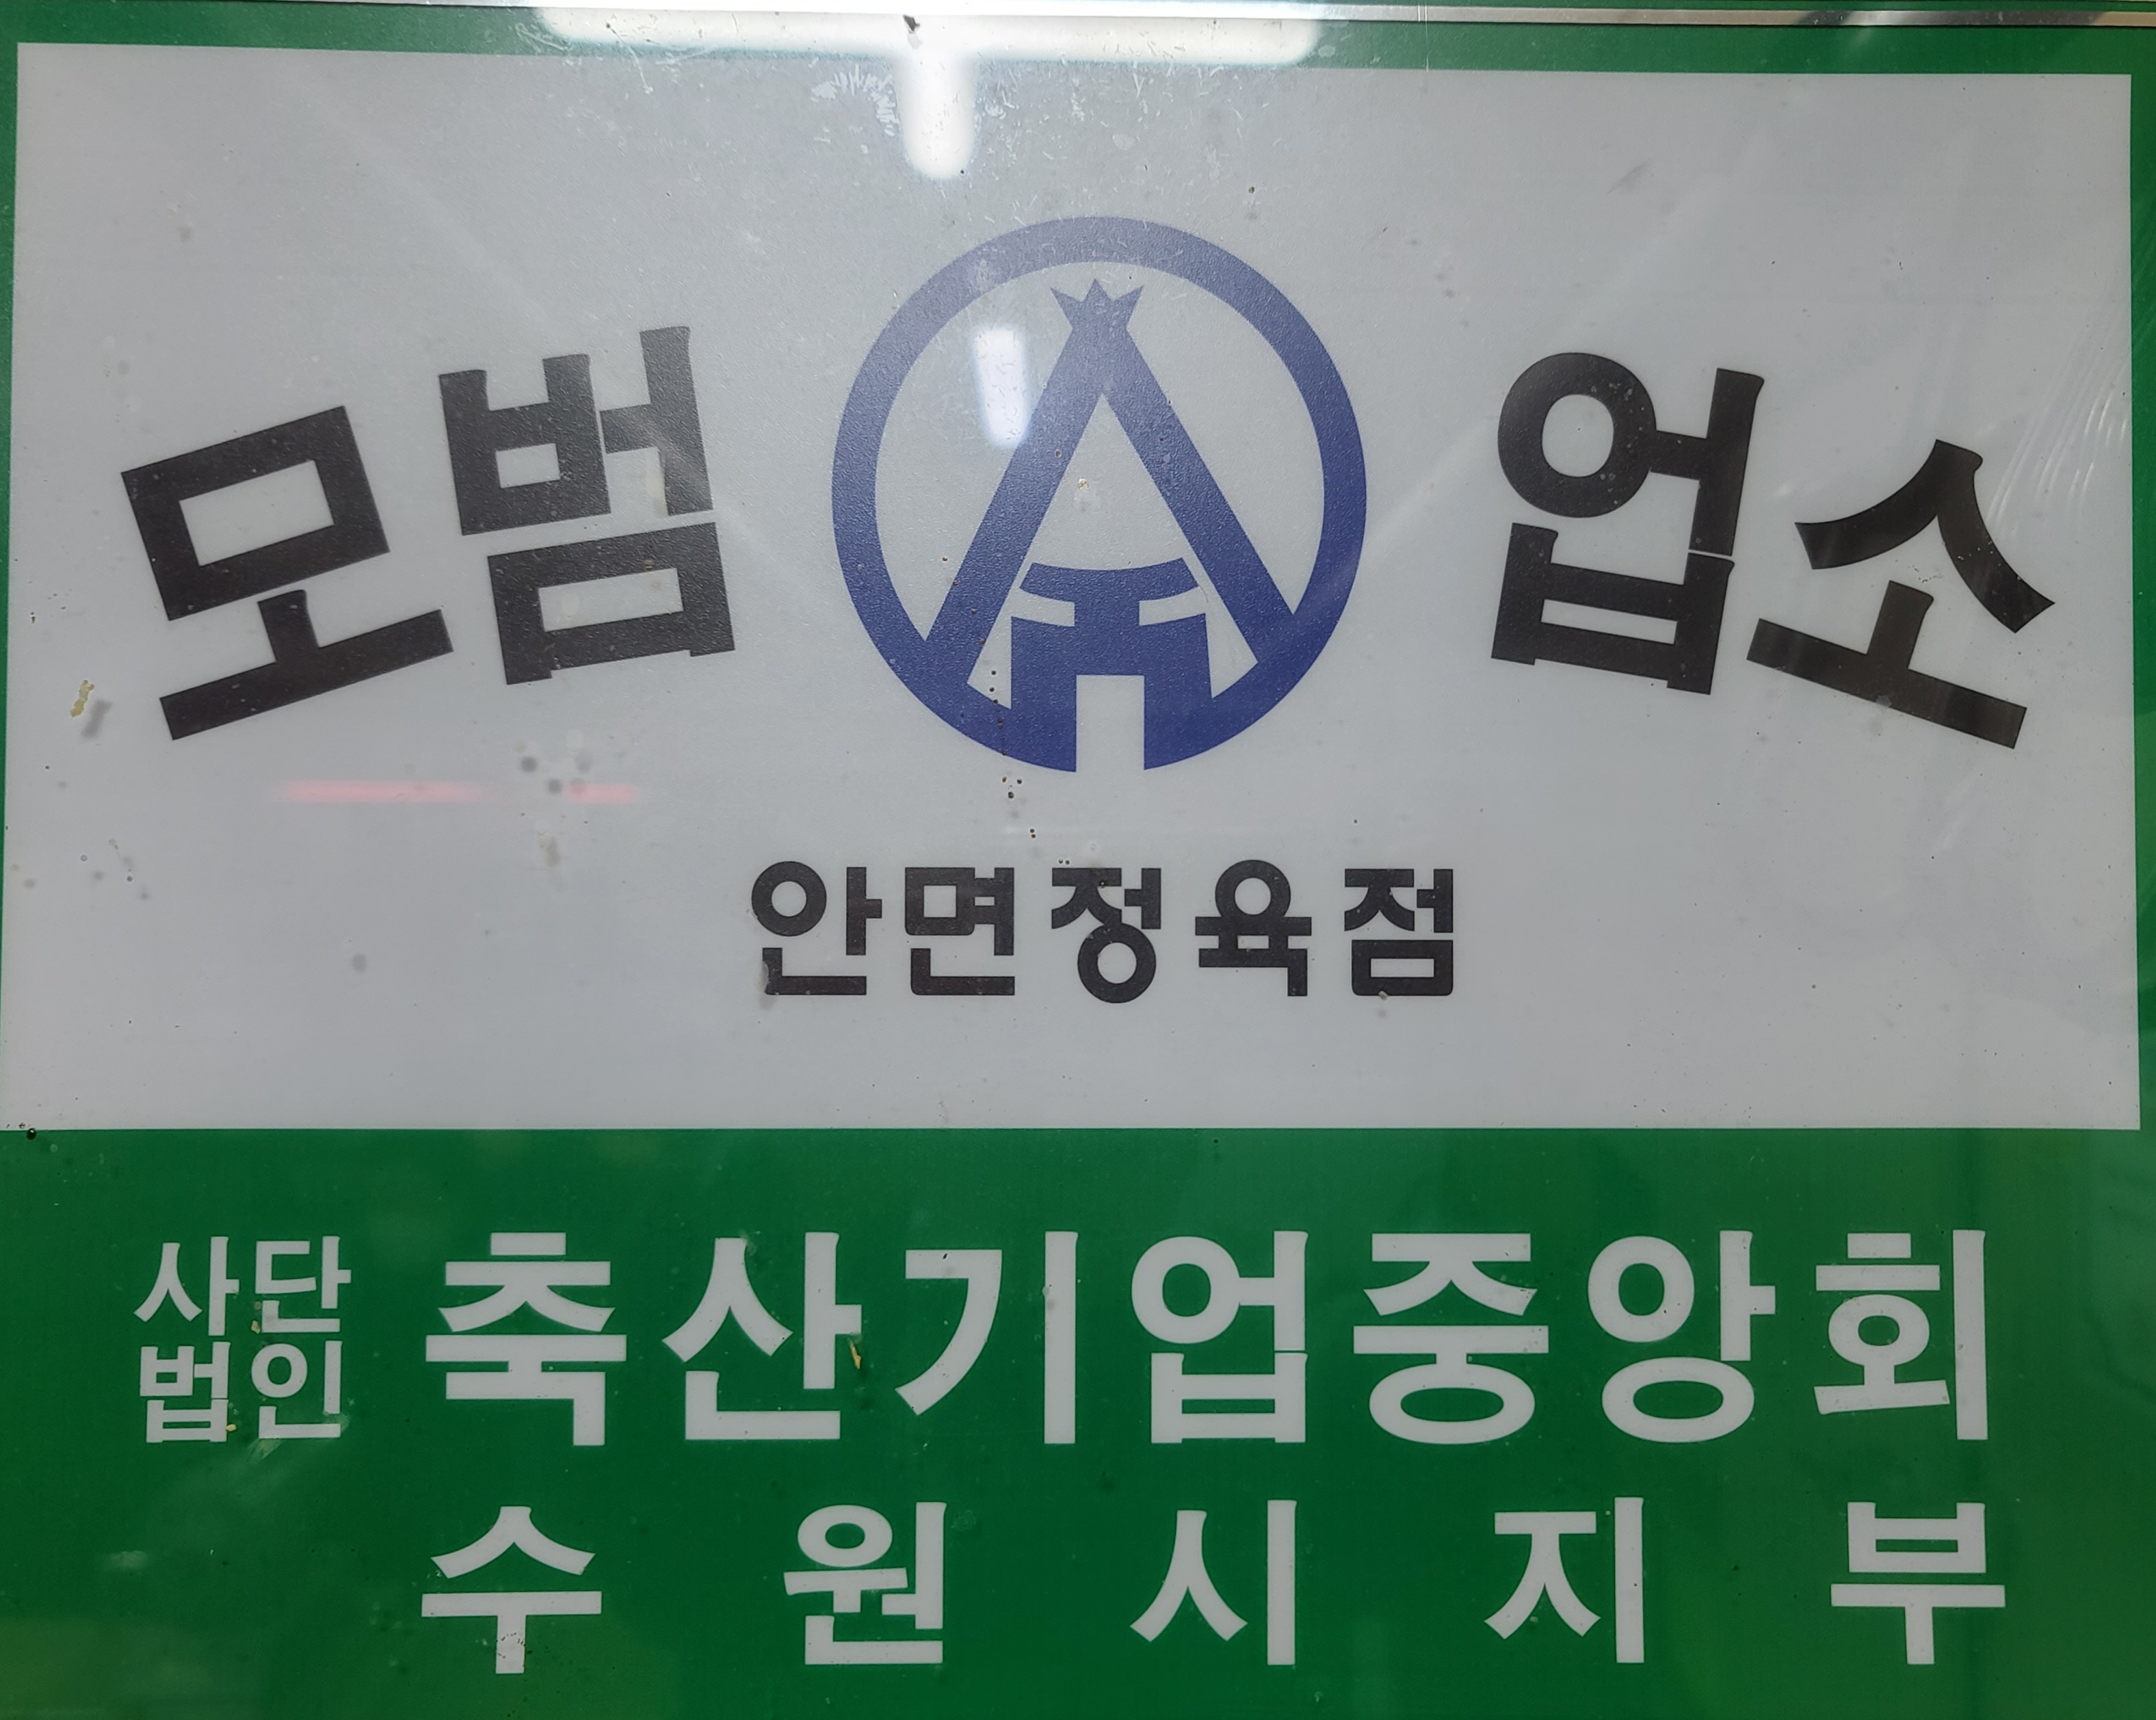 모범 업소
안면정육점
사단법인 축산기업중앙회
수원시지부